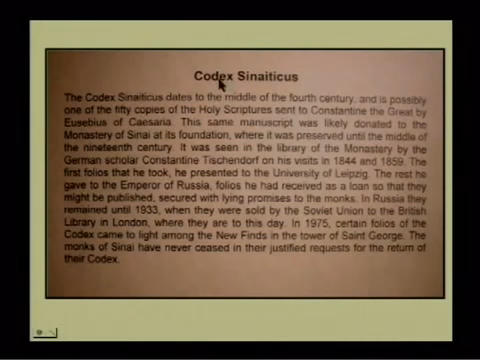 Codex Sinaiticus
The Codex Sinaiticus dates to the middle of the fourth century, and is possibly
one of the fifty copies of the Holy Scriptures sent to Constantine the Great by
Eusebius of Caesaria. This same manuscript was likely donated to the
Monastery of Sinai at its foundation, where it was preserved until the middle of
the nineteenth century. It was seen in the library of the Monastery by the
German scholar Constantine Tischendorf on his visits in 1844 and 1859. The
first folios that he took, he presented to the University of Leipzig. The rest he
gave to the Emperor of Russia, folios he had received as a loan so that they
might be published, secured with lying promises to the monks. In Russia they
remained until 1933, when they were sold by the Soviet Union to the British
Library in London, where they are to this day. In 1975, certain folios of the
Codex came to light among the New Finds in the tower of Saint George. The
monks of Sinai have never ceased in their justified requests for the return of
their Codex.